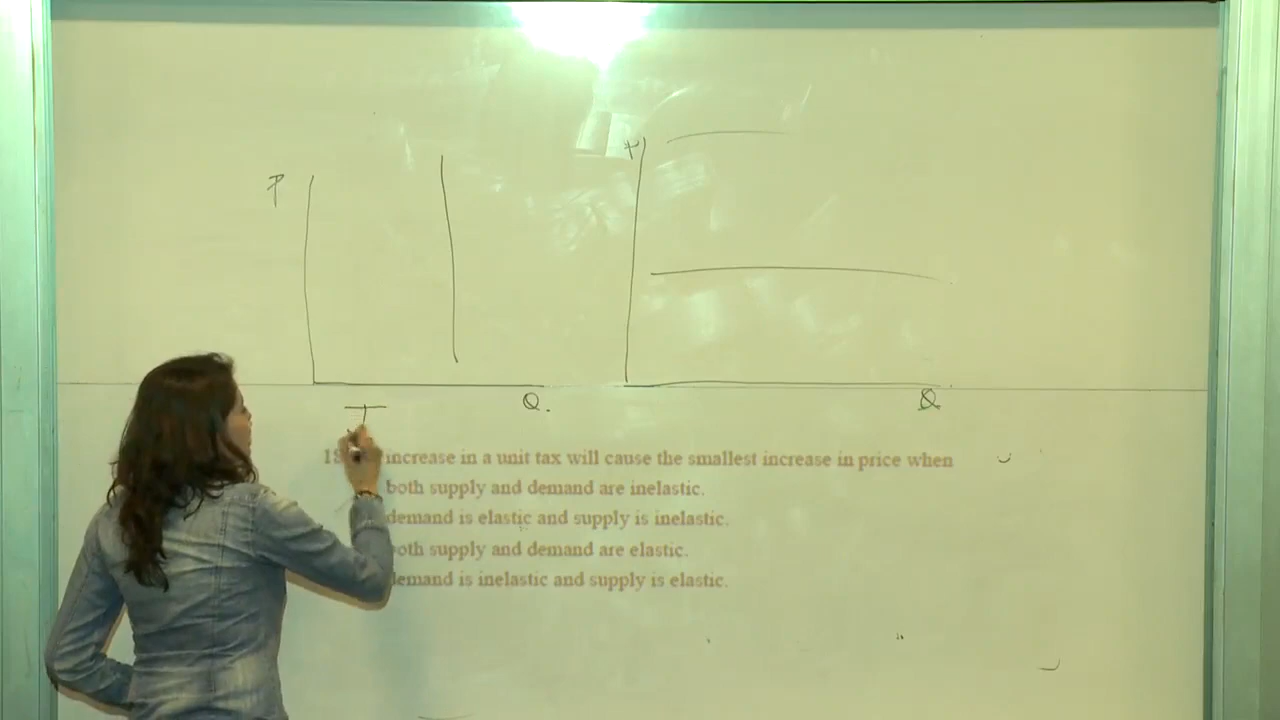 P
P
Q.
Q
increase in a unit tax will cause the smallest increase in price when
both supply and demand are inelastic.
demand is elastic and supply is inelastic.
both supply and demand are elastic.
demand is inelastic and supply is elastic.